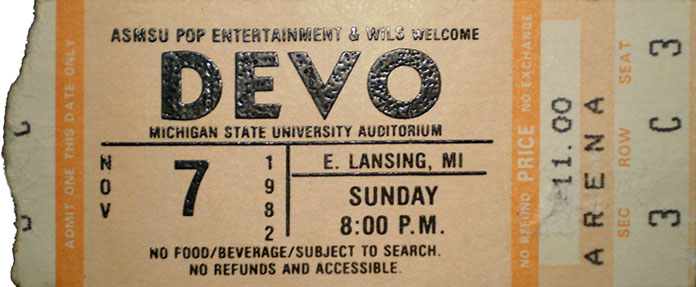 ADMIT ONE THIS DATE ONLY
ASMSU POP ENTERTAINMENT & WILS WELCOME
DEVO
MICHIGAN STATE UNIVERSITY AUDITORIUM
NOV
7
1982
E. LANSING, MI
SUNDAY
8:00 P.M.
NO FOOD/BEVERAGE/SUBJECT TO SEARCH.
NO REFUNDS AND ACCESSIBLE.
NO REFUND PRICE NO EXCHANGE
11.00
ARENA
SEC ROW SEAT
3 C 3